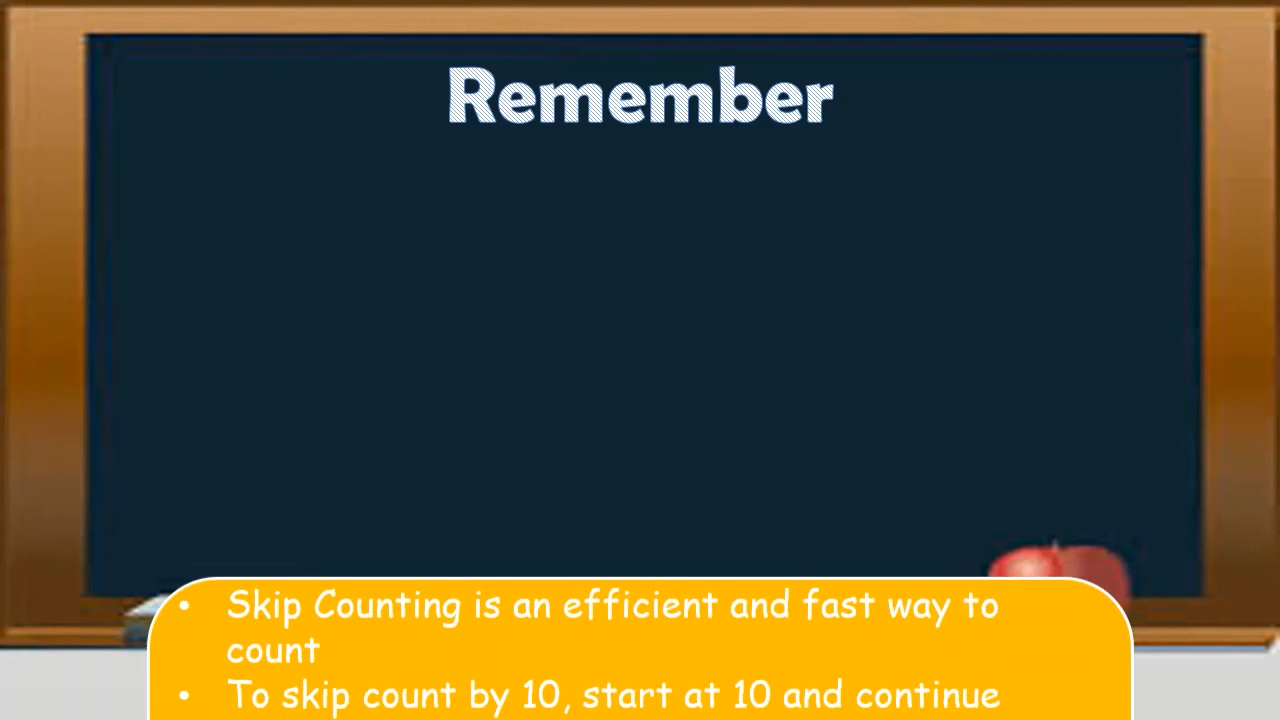 Remember
• Skip Counting is an efficient and fast way to
count
• To skip count by 10, start at 10 and continue